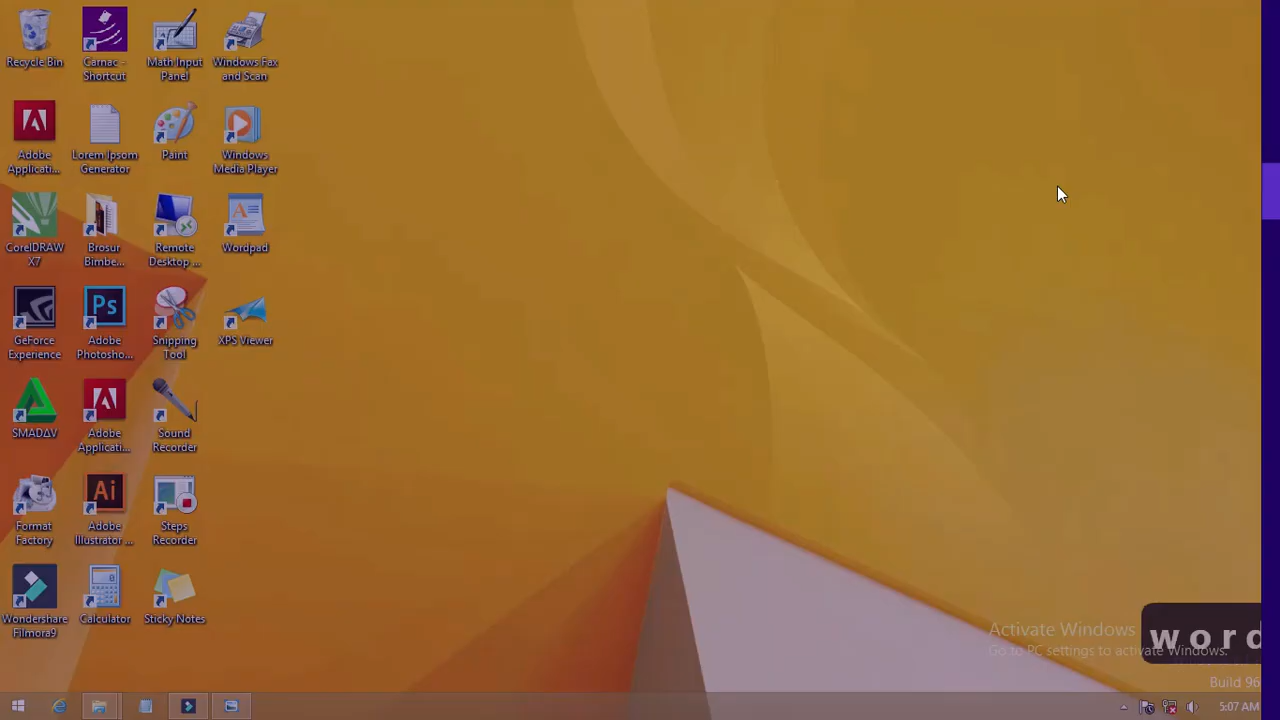 Recycle Bin
Carnac - Shortcut
Math Input Panel
Windows Fax and Scan
Adobe Applicati...
Lorem Ipsom Generator
Paint
Windows Media Player
CorelDRAW X7
Brosur Bimbe...
Remote Desktop ...
Wordpad
GeForce Experience
Adobe Photosho...
Snipping Tool
XPS Viewer
SMADΔV
Adobe Applicati...
Sound Recorder
Format Factory
Adobe Illustrator ...
Steps Recorder
Wondershare Filmora9
Calculator
Sticky Notes
Activate Windows
Go to PC settings to activate Windows.
word
Build 96
5:07 AM